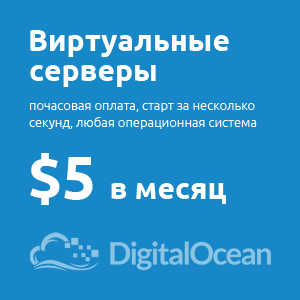 Виртуальные
серверы
почасовая оплата, старт за несколько
секунд, любая операционная система
$5 в месяц
DigitalOcean